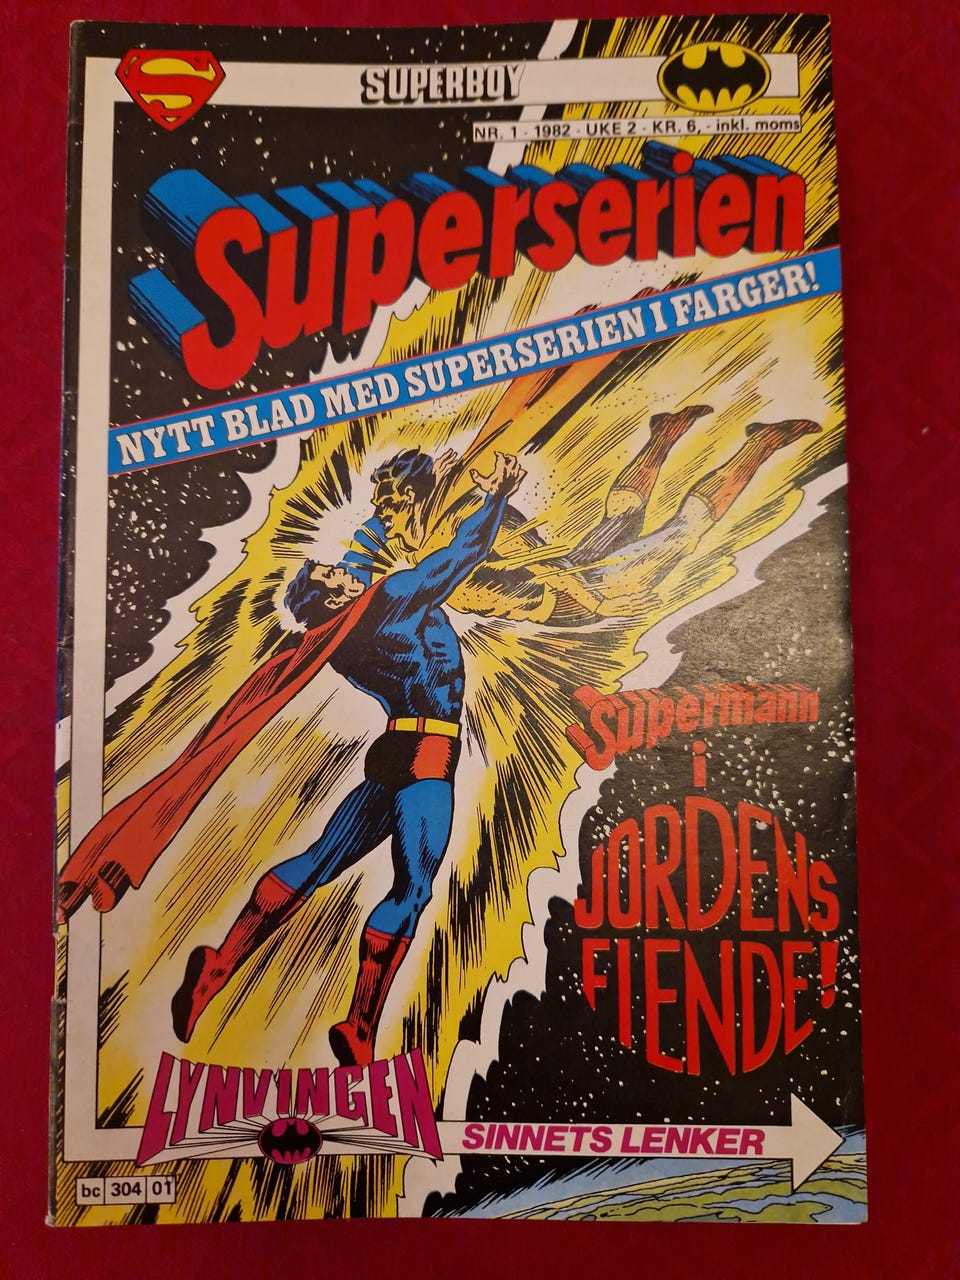 SUPERBOY
NR. 1 - 1982 - UKE 2 - KR. 6, - inkl. moms
Superserien
NYTT BLAD MED SUPERSERIEN I FARGER!
Supermann
i
JORDENS
FIENDE!
LYNVINGEN
SINNETS LENKER
bc 304 01